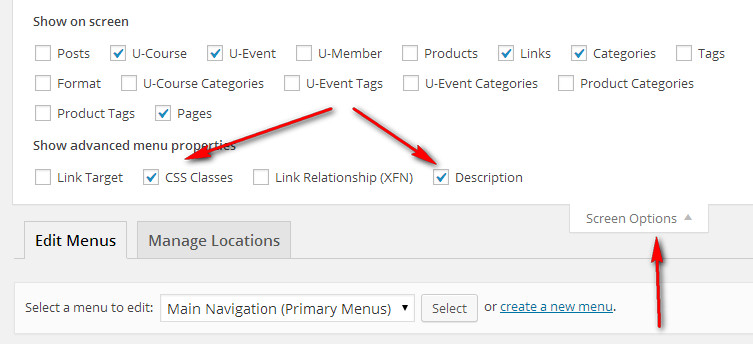 Show on screen
Posts U-Course U-Event U-Member Products Links Categories Tags
Format U-Course Categories U-Event Tags U-Event Categories Product Categories
Product Tags Pages
Show advanced menu properties
Link Target CSS Classes Link Relationship (XFN) Description
Screen Options
Edit Menus Manage Locations
Select a menu to edit: Main Navigation (Primary Menus) Select or create a new menu.